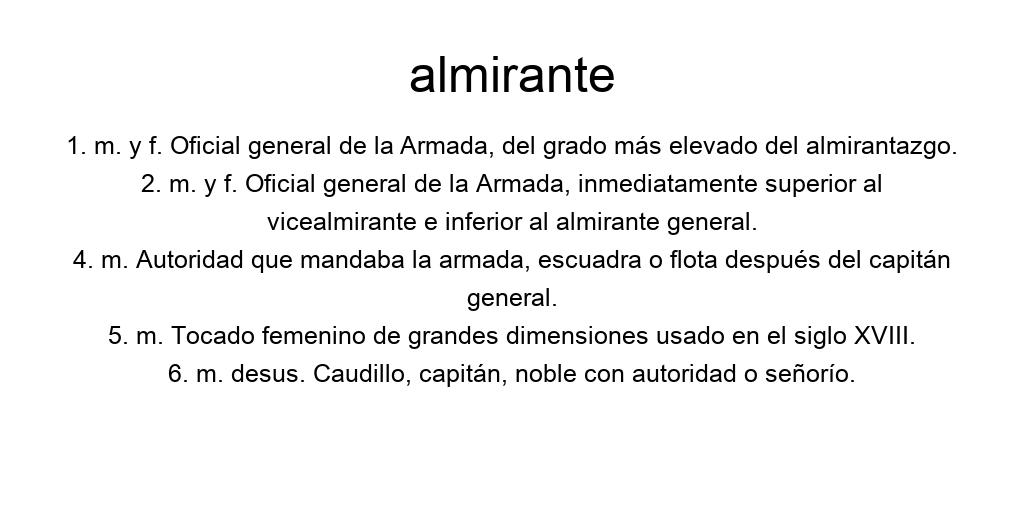 almirante
1. m. y f. Oficial general de la Armada, del grado más elevado del almirantazgo.
2. m. y f. Oficial general de la Armada, inmediatamente superior al
vicealmirante e inferior al almirante general.
4. m. Autoridad que mandaba la armada, escuadra o flota después del capitán
general.
5. m. Tocado femenino de grandes dimensiones usado en el siglo XVIII.
6. m. desus. Caudillo, capitán, noble con autoridad o señorío.